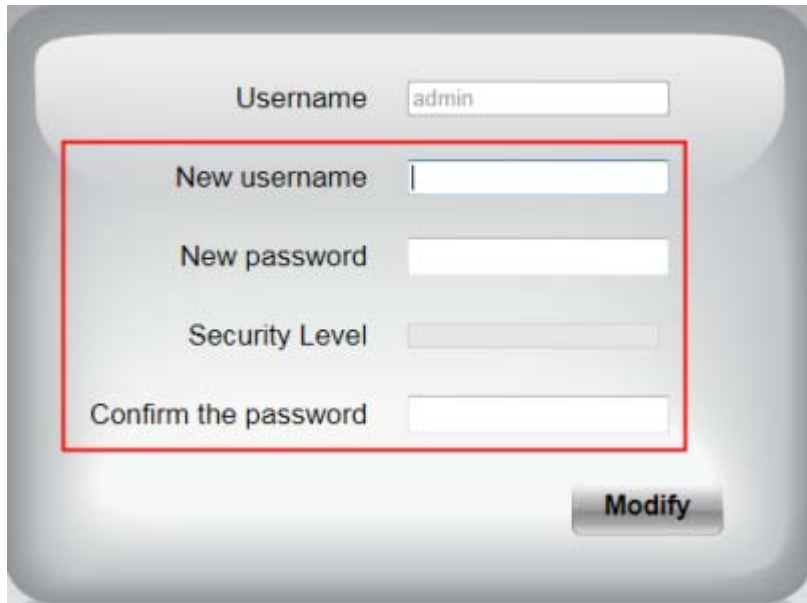 Username admin
New username
New password
Security Level
Confirm the password
Modify